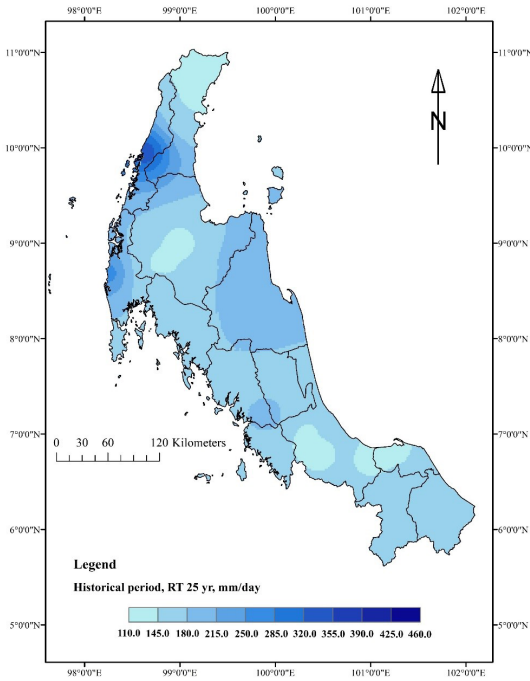 98°0'0"E 99°0'0"E 100°0'0"E 101°0'0"E 102°0'0"E
11°0'0"N 11°0'0"N
N
10°0'0"N 10°0'0"N
9°0'0"N 9°0'0"N
8°0'0"N 8°0'0"N
7°0'0"N 7°0'0"N
0 30 60 120 Kilometers
6°0'0"N 6°0'0"N
Legend
Historical period, RT 25 yr, mm/day
110.0 145.0 180.0 215.0 250.0 285.0 320.0 355.0 390.0 425.0 460.0
5°0'0"N 5°0'0"N
98°0'0"E 99°0'0"E 100°0'0"E 101°0'0"E 102°0'0"E